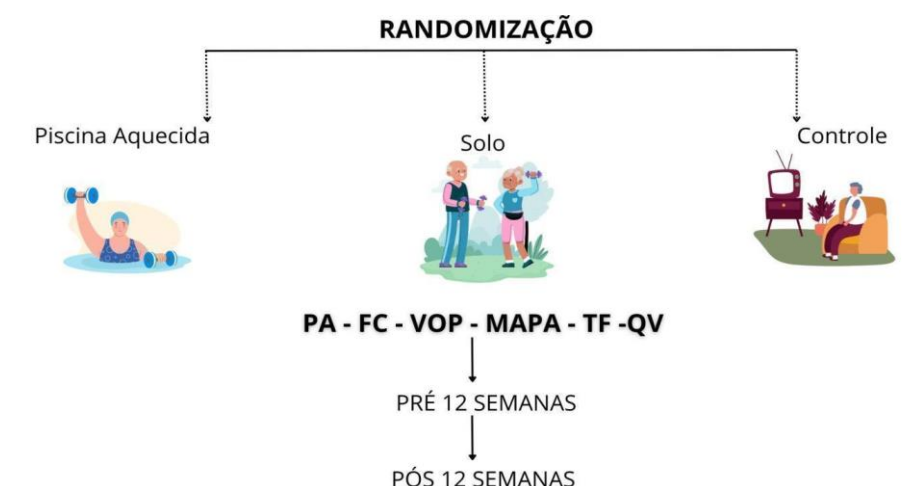 RANDOMIZAÇÃO
Piscina Aquecida
Solo
Controle
PA - FC - VOP - MAPA - TF -QV
PRÉ 12 SEMANAS
PÓS 12 SEMANAS